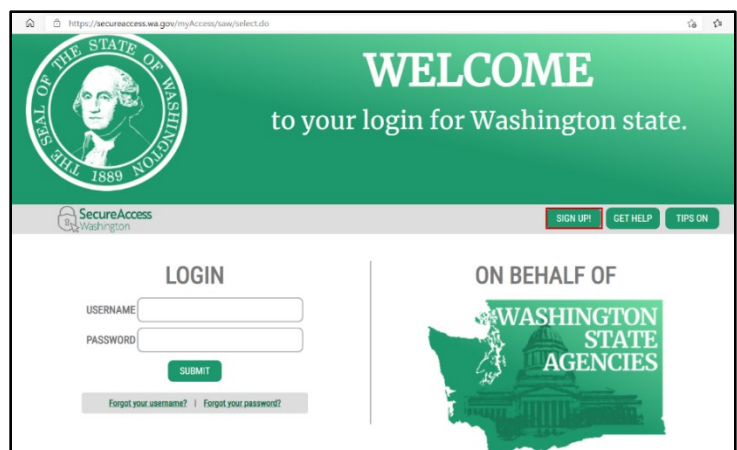 https://secureaccess.wa.gov/myAccess/saw/select.do
THE SEAL OF THE STATE OF WASHINGTON
1889
WELCOME
to your login for Washington state.
SecureAccess
Washington
SIGN UP!
GET HELP
TIPS ON
LOGIN
USERNAME
PASSWORD
SUBMIT
Forgot your username? | Forgot your password?
ON BEHALF OF
WASHINGTON
STATE
AGENCIES